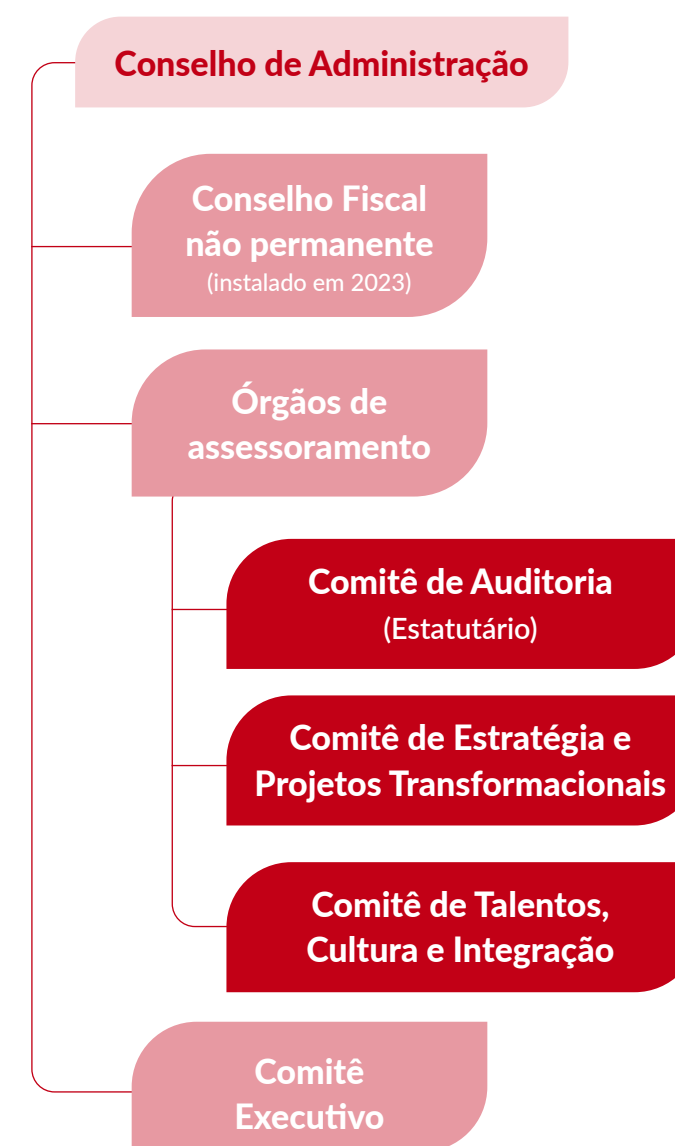 Conselho de Administração
Conselho Fiscal
não permanente
(instalado em 2023)
Órgãos de
assessoramento
Comitê de Auditoria
(Estatutário)
Comitê de Estratégia e
Projetos Transformacionais
Comitê de Talentos,
Cultura e Integração
Comitê
Executivo